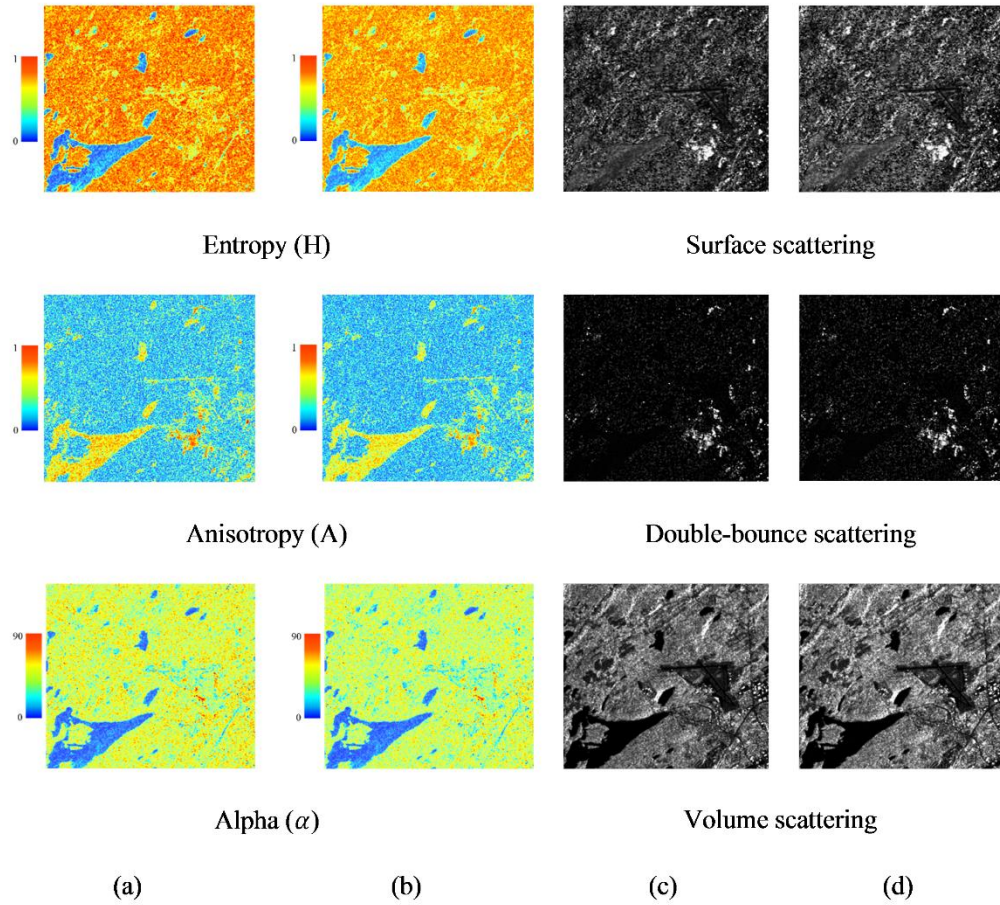 1
0
1
0
Entropy (H)
Surface scattering
1
0
1
0
Anisotropy (A)
Double-bounce scattering
90
0
90
0
Alpha (α)
Volume scattering
(a)
(b)
(c)
(d)